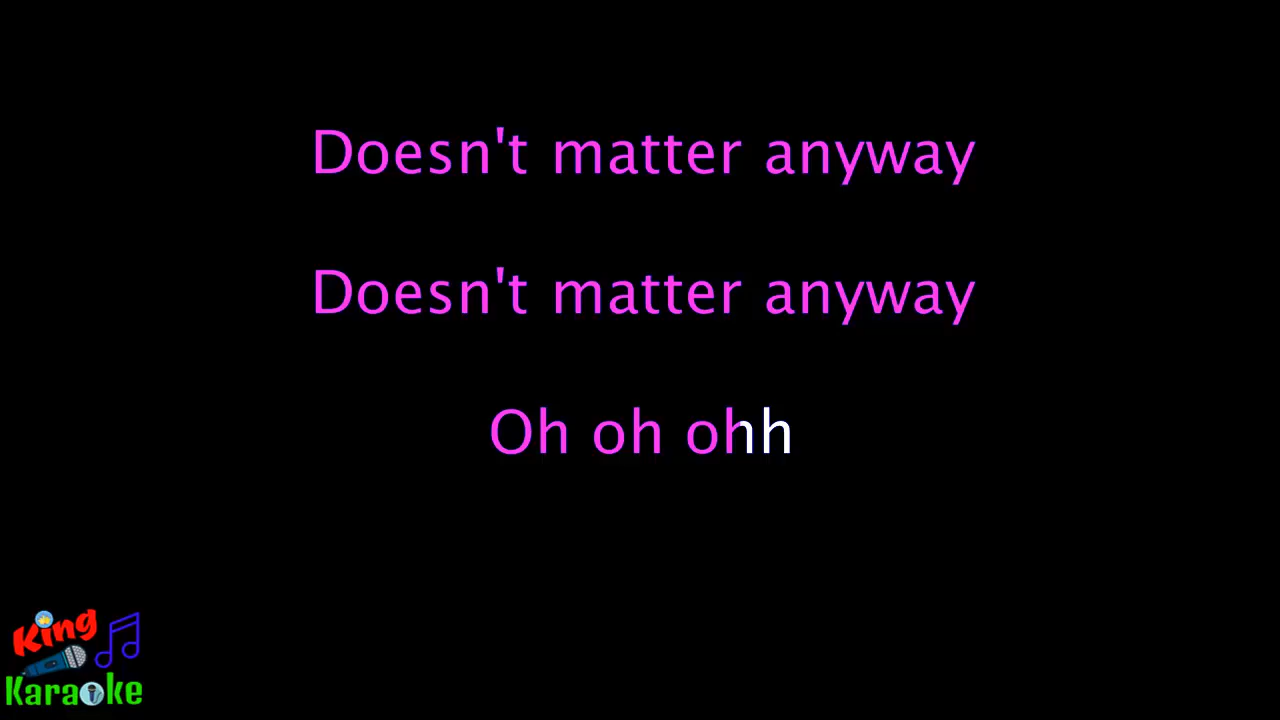 Doesn't matter anyway
Doesn't matter anyway
Oh oh ohh
King
Karaoke